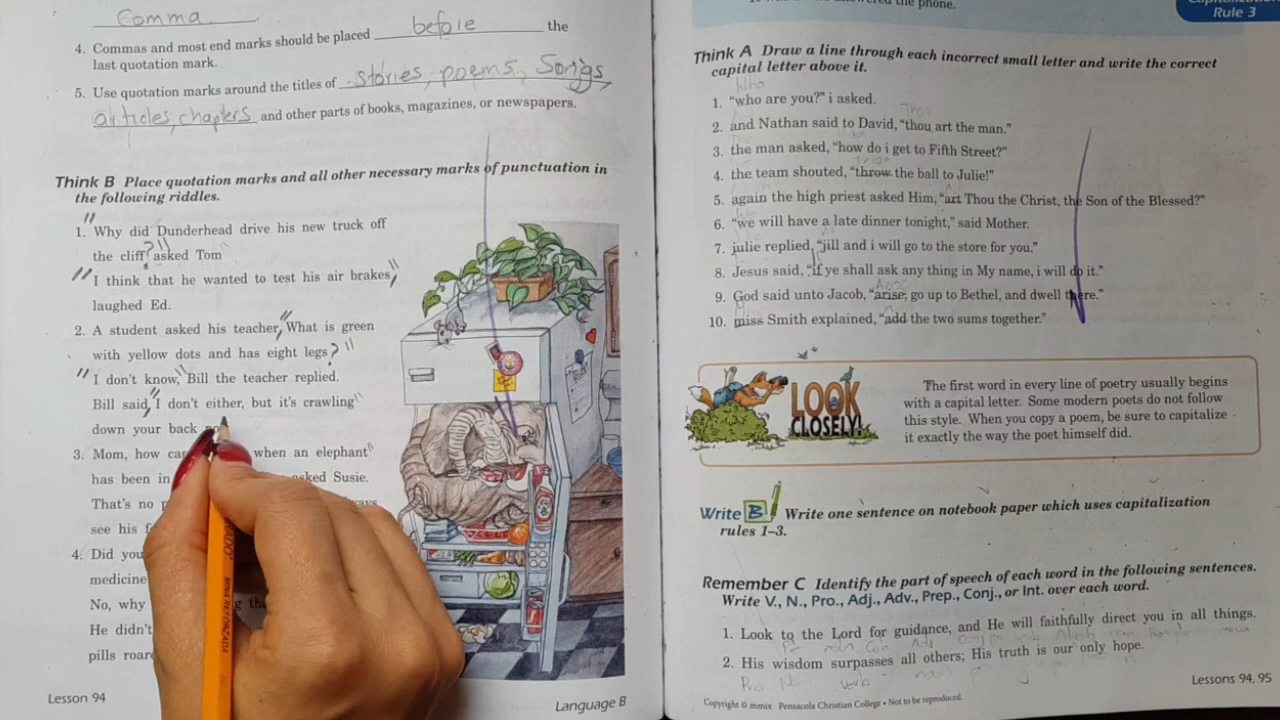 Comma.
4. Commas and most end marks should be placed before the
last quotation mark.
5. Use quotation marks around the titles of stories, poems, Songs,
articles, chapters and other parts of books, magazines, or newspapers.
Think B Place quotation marks and all other necessary marks of punctuation in
the following riddles.
1. "Why did Dunderhead drive his new truck off
the cliff?" asked Tom
"I think that he wanted to test his air brakes,"
laughed Ed.
2. A student asked his teacher, "What is green
with yellow dots and has eight legs?"
"I don't know," Bill the teacher replied.
Bill said, "I don't either, but it's crawling"
down your back
3. Mom, how when an elephant"
has been in asked Susie.
That's no
see his
4. Did you
medicine
No, why
He didn't
pills
Lesson 94
Language B
the phone.
Rule 3
Think A Draw a line through each incorrect small letter and write the correct
capital letter above it.
Who
1. "who are you?" i asked.
2. and Nathan said to David, "thou art the man."
3. the man asked, "how do i get to Fifth Street?"
4. the team shouted, "throw the ball to Julie!"
5. again the high priest asked Him, "art Thou the Christ, the Son of the Blessed?"
6. "we will have a late dinner tonight," said Mother.
7. julie replied, "jill and i will go to the store for you."
8. Jesus said, "if ye shall ask any thing in My name, i will do it."
9. God said unto Jacob, "arise, go up to Bethel, and dwell there."
10. miss Smith explained, "add the two sums together."
LOOK
CLOSELY!
The first word in every line of poetry usually begins
with a capital letter. Some modern poets do not follow
this style. When you copy a poem, be sure to capitalize
it exactly the way the poet himself did.
Write B Write one sentence on notebook paper which uses capitalization
rules 1–3.
Remember C Identify the part of speech of each word in the following sentences.
Write V., N., Pro., Adj., Adv., Prep., Conj., or Int. over each word.
1. Look to the Lord for guidance, and He will faithfully direct you in all things.
2. His wisdom surpasses all others; His truth is our only hope.
Lessons 94, 95
Copyright © mmix Pensacola Christian College • Not to be reproduced.